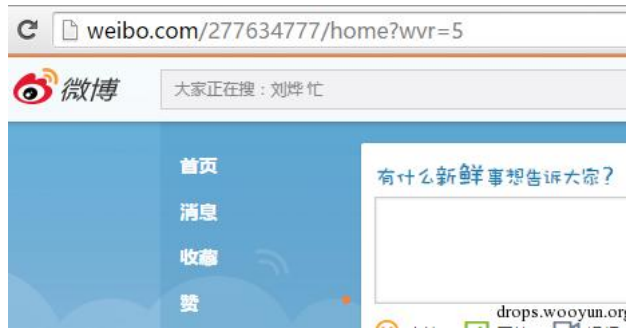 weibo.com/277634777/home?wvr=5
微博
大家正在搜：刘烨 忙
首页
有什么新鲜事想告诉大家?
消息
收藏
赞
drops.wooyun.org